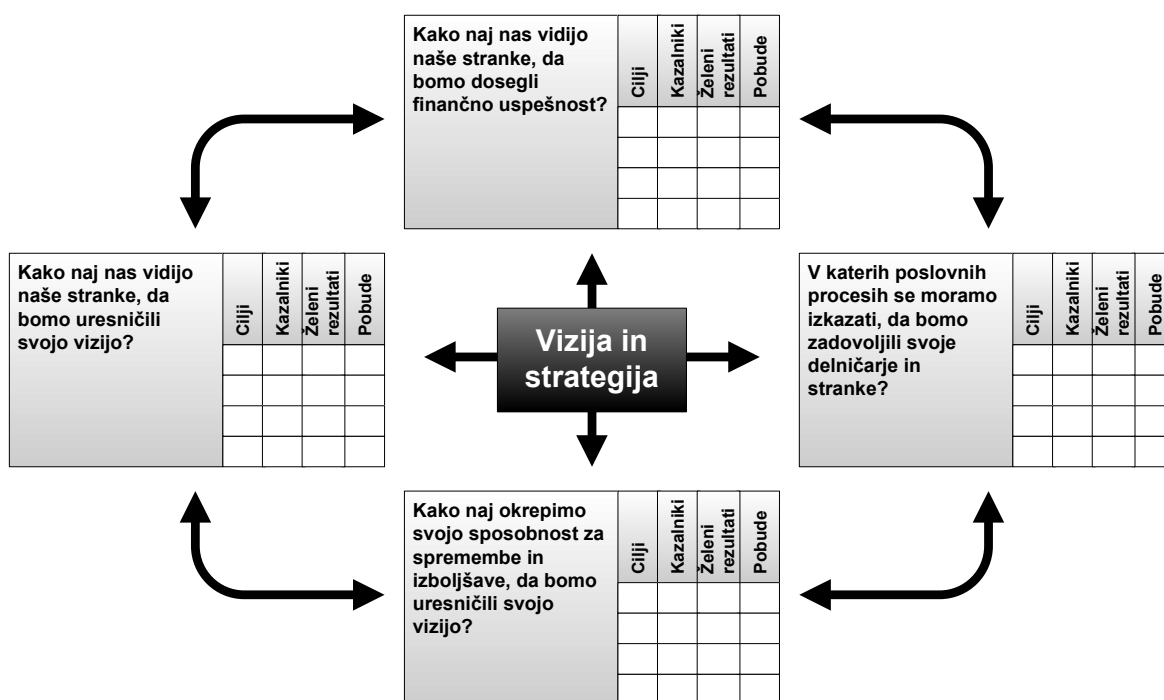 Kako naj nas vidijo
naše stranke, da
bomo dosegli
finančno uspešnost?
Cilji
Kazalniki
Želeni
rezultati
Pobude
Kako naj nas vidijo
naše stranke, da
bomo uresničili
svojo vizijo?
Cilji
Kazalniki
Želeni
rezultati
Pobude
Vizija in
strategija
V katerih poslovnih
procesih se moramo
izkazati, da bomo
zadovoljili svoje
delničarje in
stranke?
Cilji
Kazalniki
Želeni
rezultati
Pobude
Kako naj okrepimo
svojo sposobnost za
spremembe in
izboljšave, da bomo
uresničili svojo
vizijo?
Cilji
Kazalniki
Želeni
rezultati
Pobude